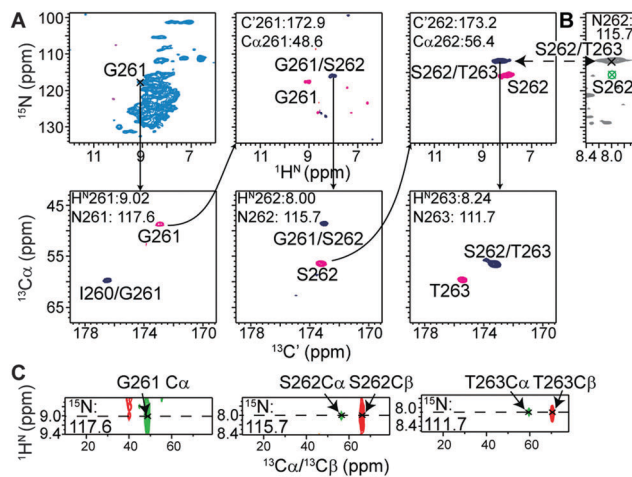 A
B
100
110
120
130
¹⁵N (ppm)
G261
11
9
7
C'261:172.9
Cα261:48.6
G261/S262
G261
11
9
7
¹Hᴺ (ppm)
C'262:173.2
Cα262:56.4
S262/T263
S262
11
9
7
N262:
115.7
S262/T263
S262
8.4 8.0
45
55
65
¹³Cα (ppm)
Hᴺ261:9.02
N261: 117.6
G261
I260/G261
178
174
170
Hᴺ262:8.00
N262: 115.7
G261/S262
S262
178
174
170
¹³C' (ppm)
Hᴺ263:8.24
N263: 111.7
S262/T263
T263
178
174
170
C
G261 Cα
S262Cα S262Cβ
T263Cα T263Cβ
¹Hᴺ (ppm)
9.0
9.4
¹⁵N:
117.6
20 40 60
8.0
8.4
¹⁵N:
115.7
20 40 60
8.0
8.4
¹⁵N:
111.7
20 40 60
¹³Cα/¹³Cβ (ppm)